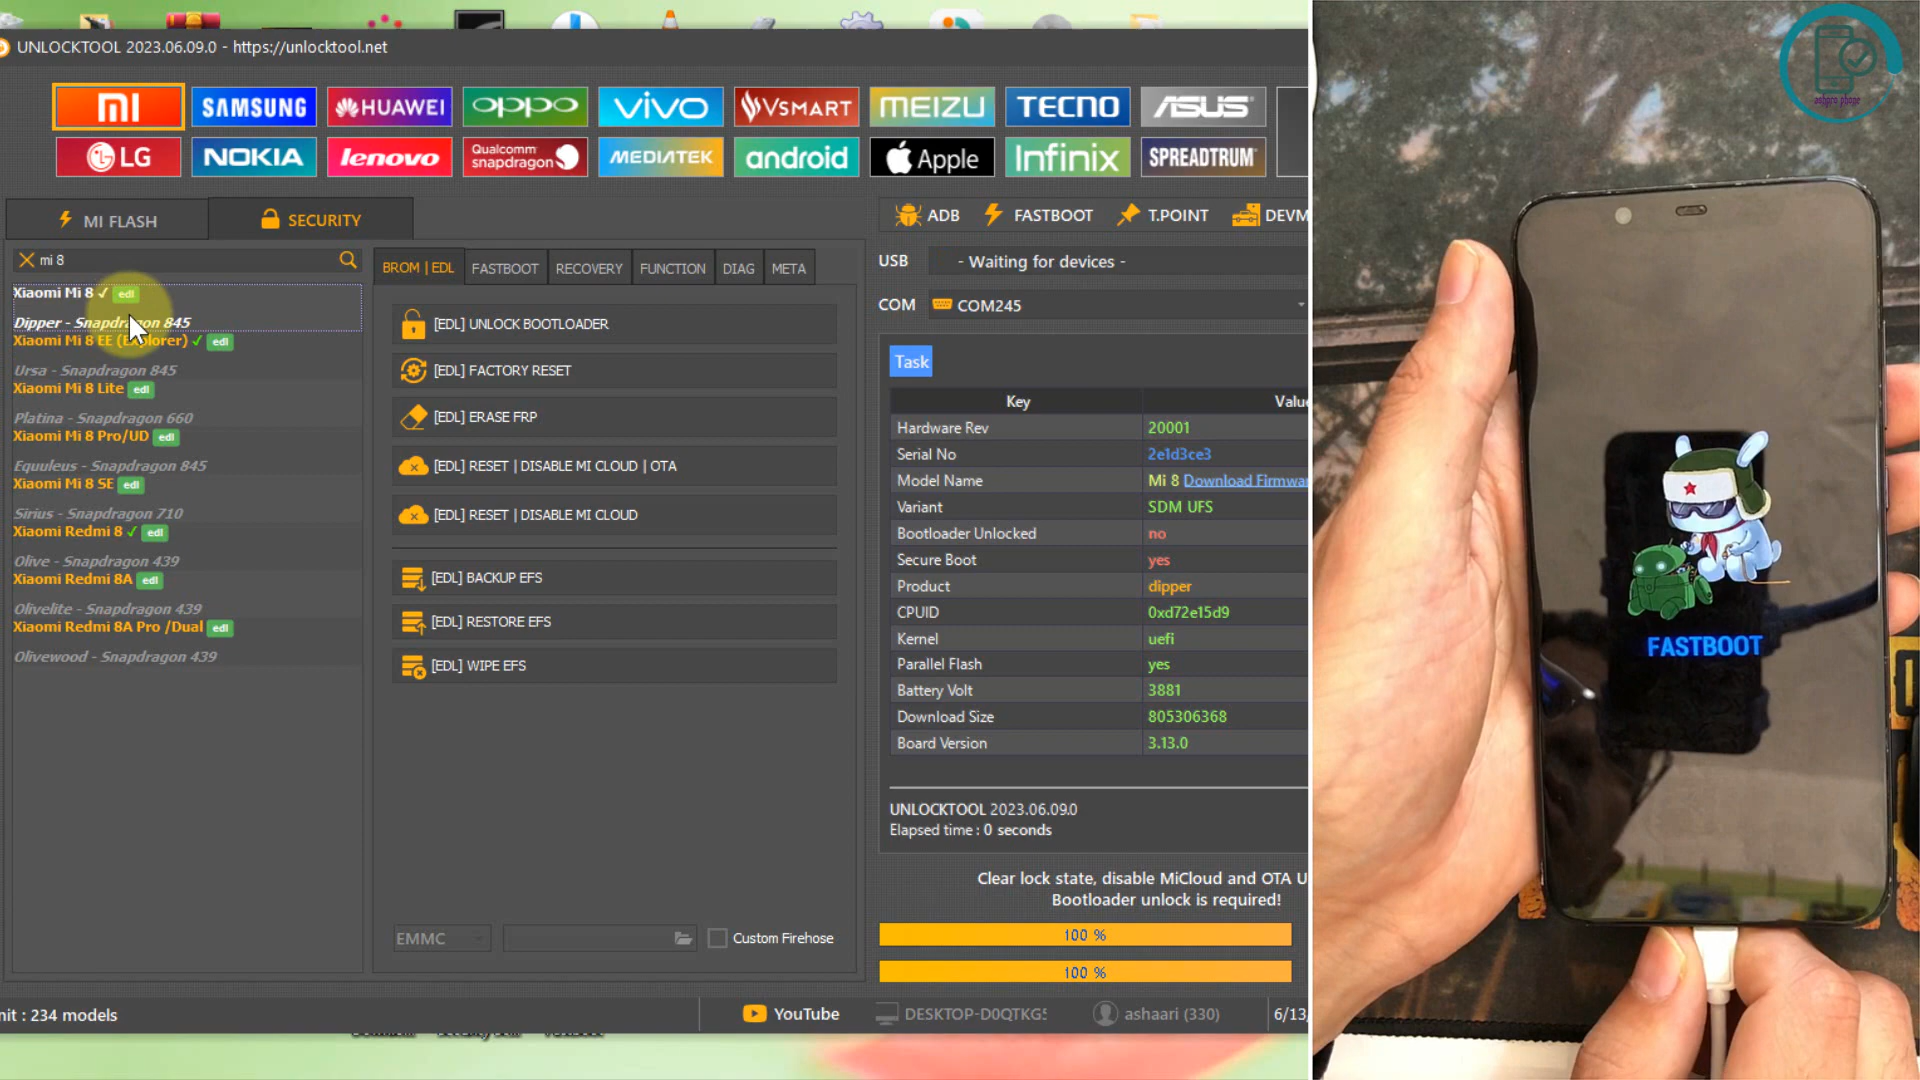 UNLOCKTOOL 2023.06.09.0 - https://unlocktool.net
mi SAMSUNG HUAWEI oppo vivo VSMART MEIZU TECNO ASUS
LG NOKIA lenovo Qualcomm snapdragon MEDIATEK android Apple Infinix SPREADTRUM
MI FLASH SECURITY
mi 8
Xiaomi Mi 8 ✓ edl
Dipper - Snapdragon 845
Xiaomi Mi 8 EE (Explorer) ✓ edl
Ursa - Snapdragon 845
Xiaomi Mi 8 Lite edl
Platina - Snapdragon 660
Xiaomi Mi 8 Pro/UD edl
Equuleus - Snapdragon 845
Xiaomi Mi 8 SE edl
Sirius - Snapdragon 710
Xiaomi Redmi 8 ✓ edl
Olive - Snapdragon 439
Xiaomi Redmi 8A edl
Olivelite - Snapdragon 439
Xiaomi Redmi 8A Pro /Dual edl
Olivewood - Snapdragon 439
BROM | EDL FASTBOOT RECOVERY FUNCTION DIAG META
[EDL] UNLOCK BOOTLOADER
[EDL] FACTORY RESET
[EDL] ERASE FRP
[EDL] RESET | DISABLE MI CLOUD | OTA
[EDL] RESET | DISABLE MI CLOUD
[EDL] BACKUP EFS
[EDL] RESTORE EFS
[EDL] WIPE EFS
EMMC Custom Firehose
ADB FASTBOOT T.POINT DEVM
USB - Waiting for devices -
COM COM245
Task
Key Value
Hardware Rev 20001
Serial No 2e1d3ce3
Model Name Mi 8 Download Firmwar
Variant SDM UFS
Bootloader Unlocked no
Secure Boot yes
Product dipper
CPUID 0xd72e15d9
Kernel uefi
Parallel Flash yes
Battery Volt 3881
Download Size 805306368
Board Version 3.13.0
UNLOCKTOOL 2023.06.09.0
Elapsed time : 0 seconds
Clear lock state, disable MiCloud and OTA U
Bootloader unlock is required!
100 %
100 %
nit : 234 models YouTube DESKTOP-D0QTKG5 ashaari (330) 6/13/
FASTBOOT